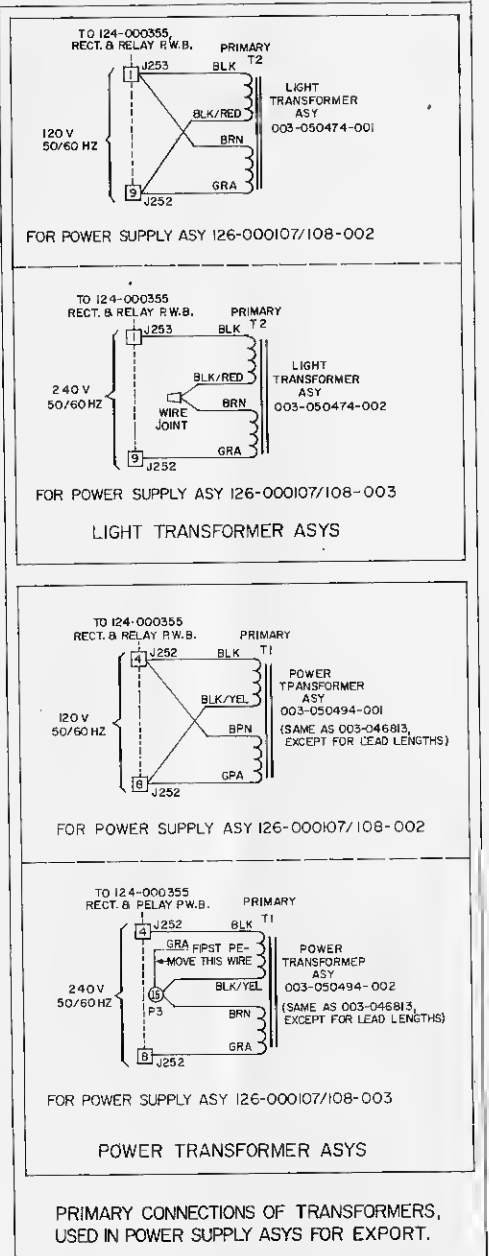 TO 124-000355,
RECT. & RELAY P.W.B.
PRIMARY
T2
J253
BLK
1
LIGHT
TRANSFORMER
ASY
003-050474-001
BLK/RED
120 V
50/60 HZ
BRN
GRA
9
J252
FOR POWER SUPPLY ASY 126-000107/108-002
TO 124-000355
RECT. & RELAY P.W.B.
PRIMARY
T2
J253
BLK
1
BLK/RED
LIGHT
TRANSFORMER
ASY
003-050474-002
240 V
50/60 HZ
WIRE
JOINT
BRN
GRA
9
J252
FOR POWER SUPPLY ASY 126-000107/108-003
LIGHT TRANSFORMER ASYS
TO 124-000355
RECT. & RELAY P.W.B.
PRIMARY
T1
J252
BLK
4
POWER
TRANSFORMER
ASY
003-050494-001
(SAME AS 003-046813,
EXCEPT FOR LEAD LENGTHS)
BLK/YEL
120 V
50/60 HZ
BRN
GRA
8
J252
FOR POWER SUPPLY ASY 126-000107/108-002
TO 124-000355
RECT. & RELAY P.W.B.
PRIMARY
T1
J252
BLK
4
GRA FIRST RE-
MOVE THIS WIRE
POWER
TRANSFORMER
ASY
003-050494-002
(SAME AS 003-046813,
EXCEPT FOR LEAD LENGTHS)
BLK/YEL
240 V
50/60 HZ
15
P3
BRN
GRA
8
J252
FOR POWER SUPPLY ASY 126-000107/108-003
POWER TRANSFORMER ASYS
PRIMARY CONNECTIONS OF TRANSFORMERS,
USED IN POWER SUPPLY ASYS FOR EXPORT.